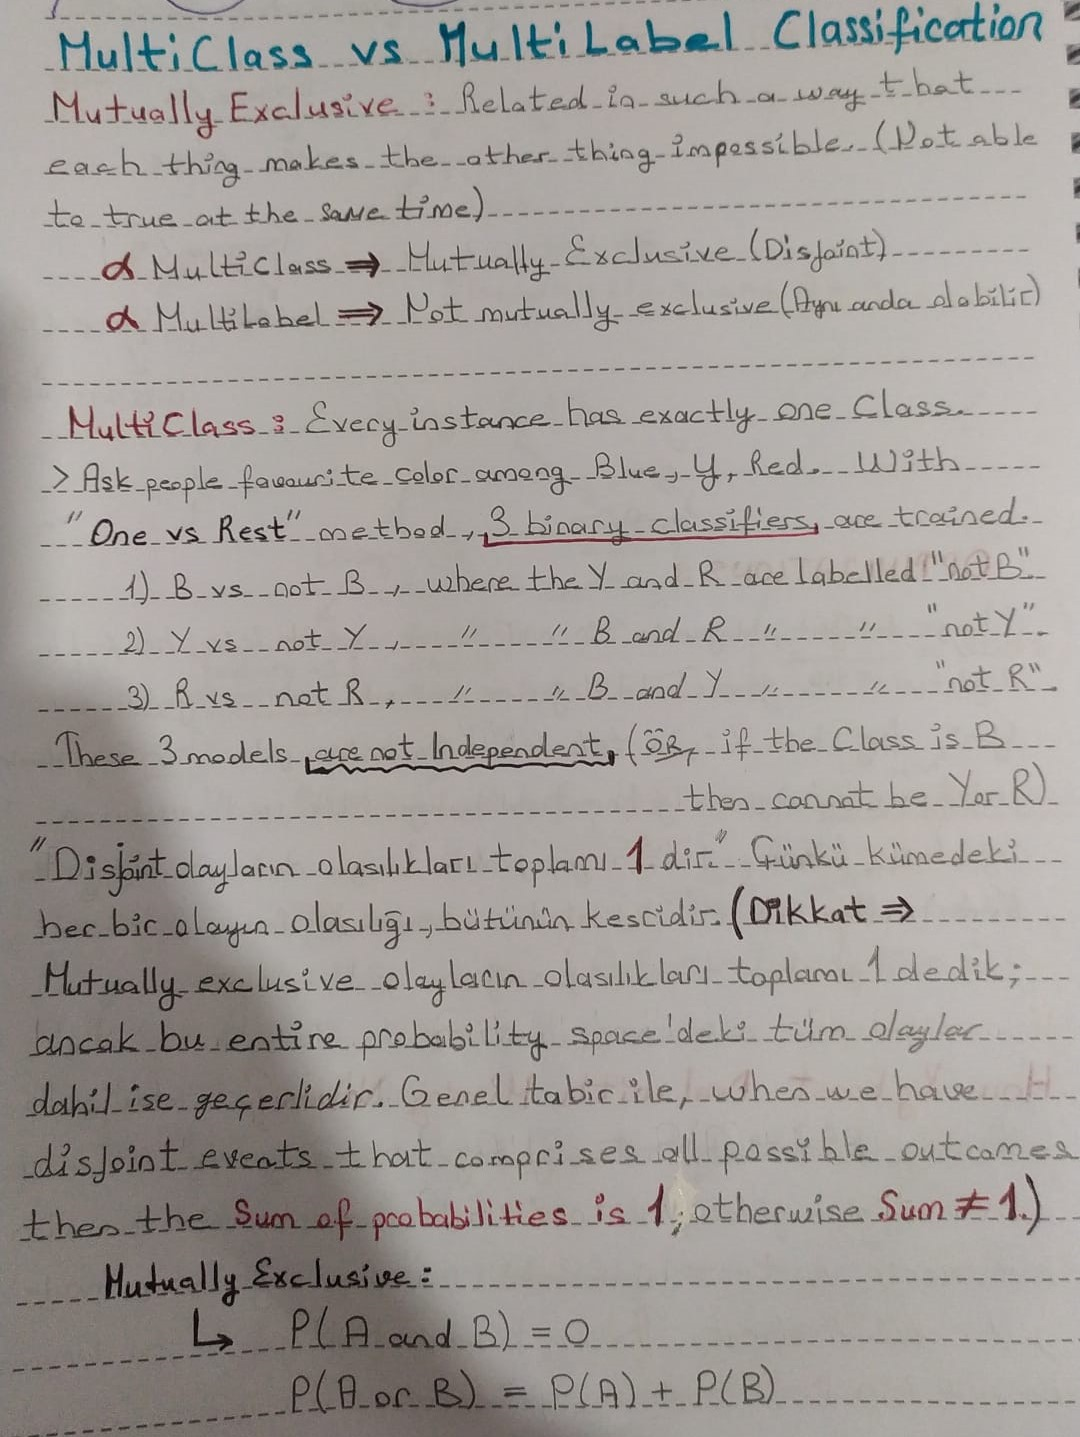 MultiClass vs MultiLabel Classification
Mutually Exclusive : Related in such a way that
each thing makes the other thing impossible. (Not able
to true at the same time)
α MultiClass ⇒ Mutually Exclusive (Disjoint)
α MultiLabel ⇒ Not mutually exclusive (Aynı anda olabilir)
MultiClass : Every instance has exactly one Class.
> Ask people favourite color among Blue, Y, Red. With
"One vs Rest" method, 3 binary classifiers, are trained.
1) B vs not B, where the Y and R are labelled "not B"
2) Y vs not Y, " " B and R " " "not Y".
3) R vs not R, " " B and Y " " "not R".
These 3 models are not Independent, (ÖR, if the Class is B
then cannot be Y or R)
"Disjoint olayların olasılıkları toplamı 1 dir." Çünkü kümedeki
her bir olayın olasılığı, bütünün kesridir. (Dikkat ⇒
Mutually exclusive olayların olasılıkları toplamı 1 dedik;
ancak bu entire probability space'deki tüm olaylar
dahil ise geçerlidir. Genel tabir ile, when we have
disjoint events that comprises all possible outcomes
then the Sum of probabilities is 1, otherwise Sum ≠ 1.)
Mutually Exclusive :
↳ P(A and B) = 0
P(A or B) = P(A) + P(B)